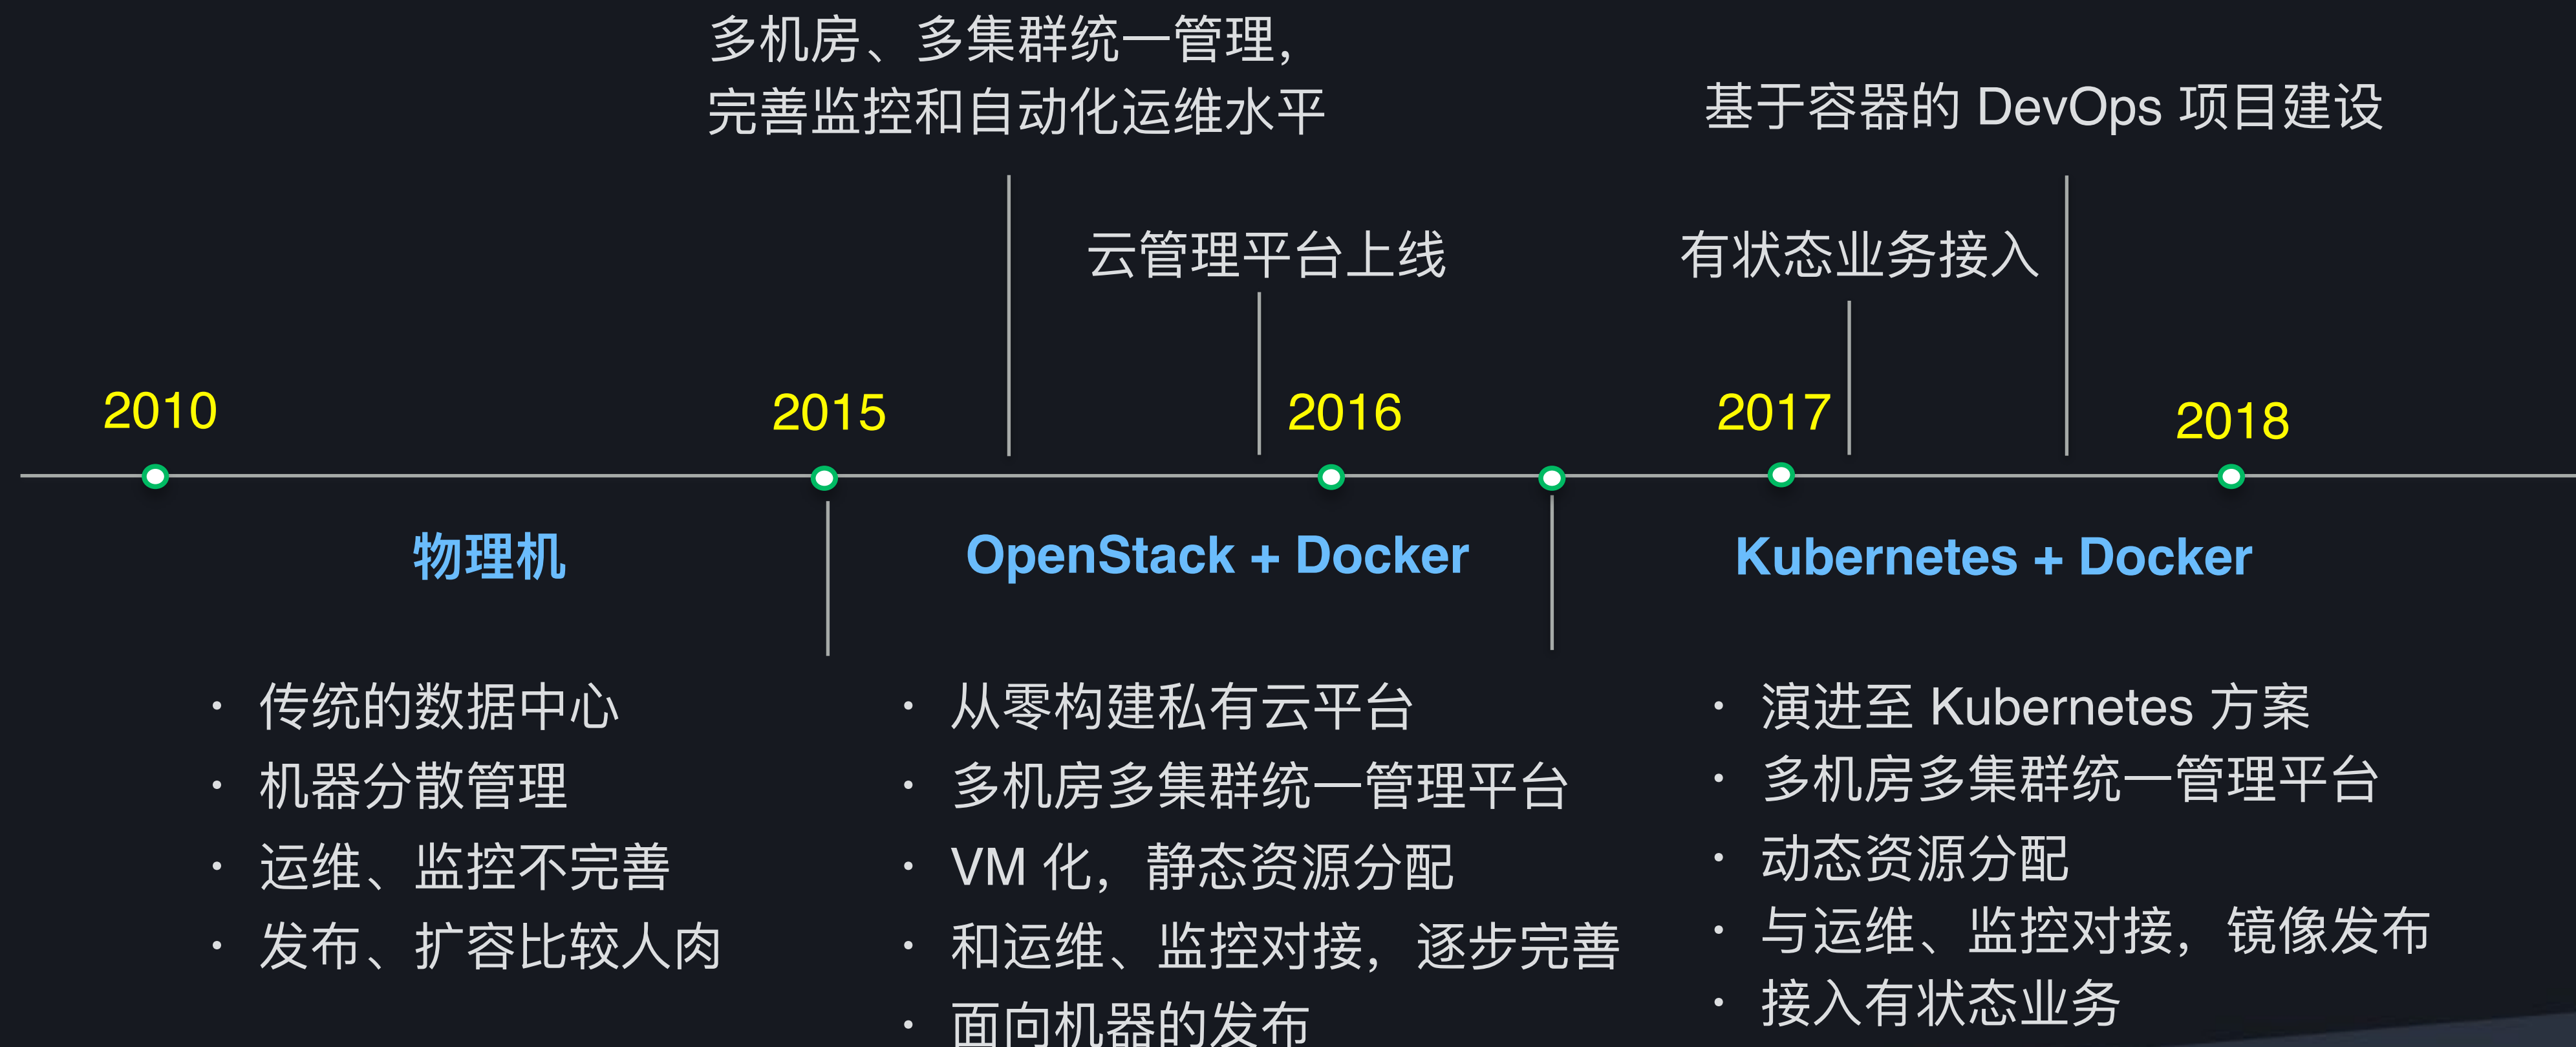 多机房、多集群统一管理，
完善监控和自动化运维水平
基于容器的 DevOps 项目建设
云管理平台上线
有状态业务接入
2010
2015
2016
2017
2018
物理机
OpenStack + Docker
Kubernetes + Docker
· 传统的数据中心
· 机器分散管理
· 运维、监控不完善
· 发布、扩容比较人肉
· 从零构建私有云平台
· 多机房多集群统一管理平台
· VM 化，静态资源分配
· 和运维、监控对接，逐步完善
· 面向机器的发布
· 演进至 Kubernetes 方案
· 多机房多集群统一管理平台
· 动态资源分配
· 与运维、监控对接，镜像发布
· 接入有状态业务